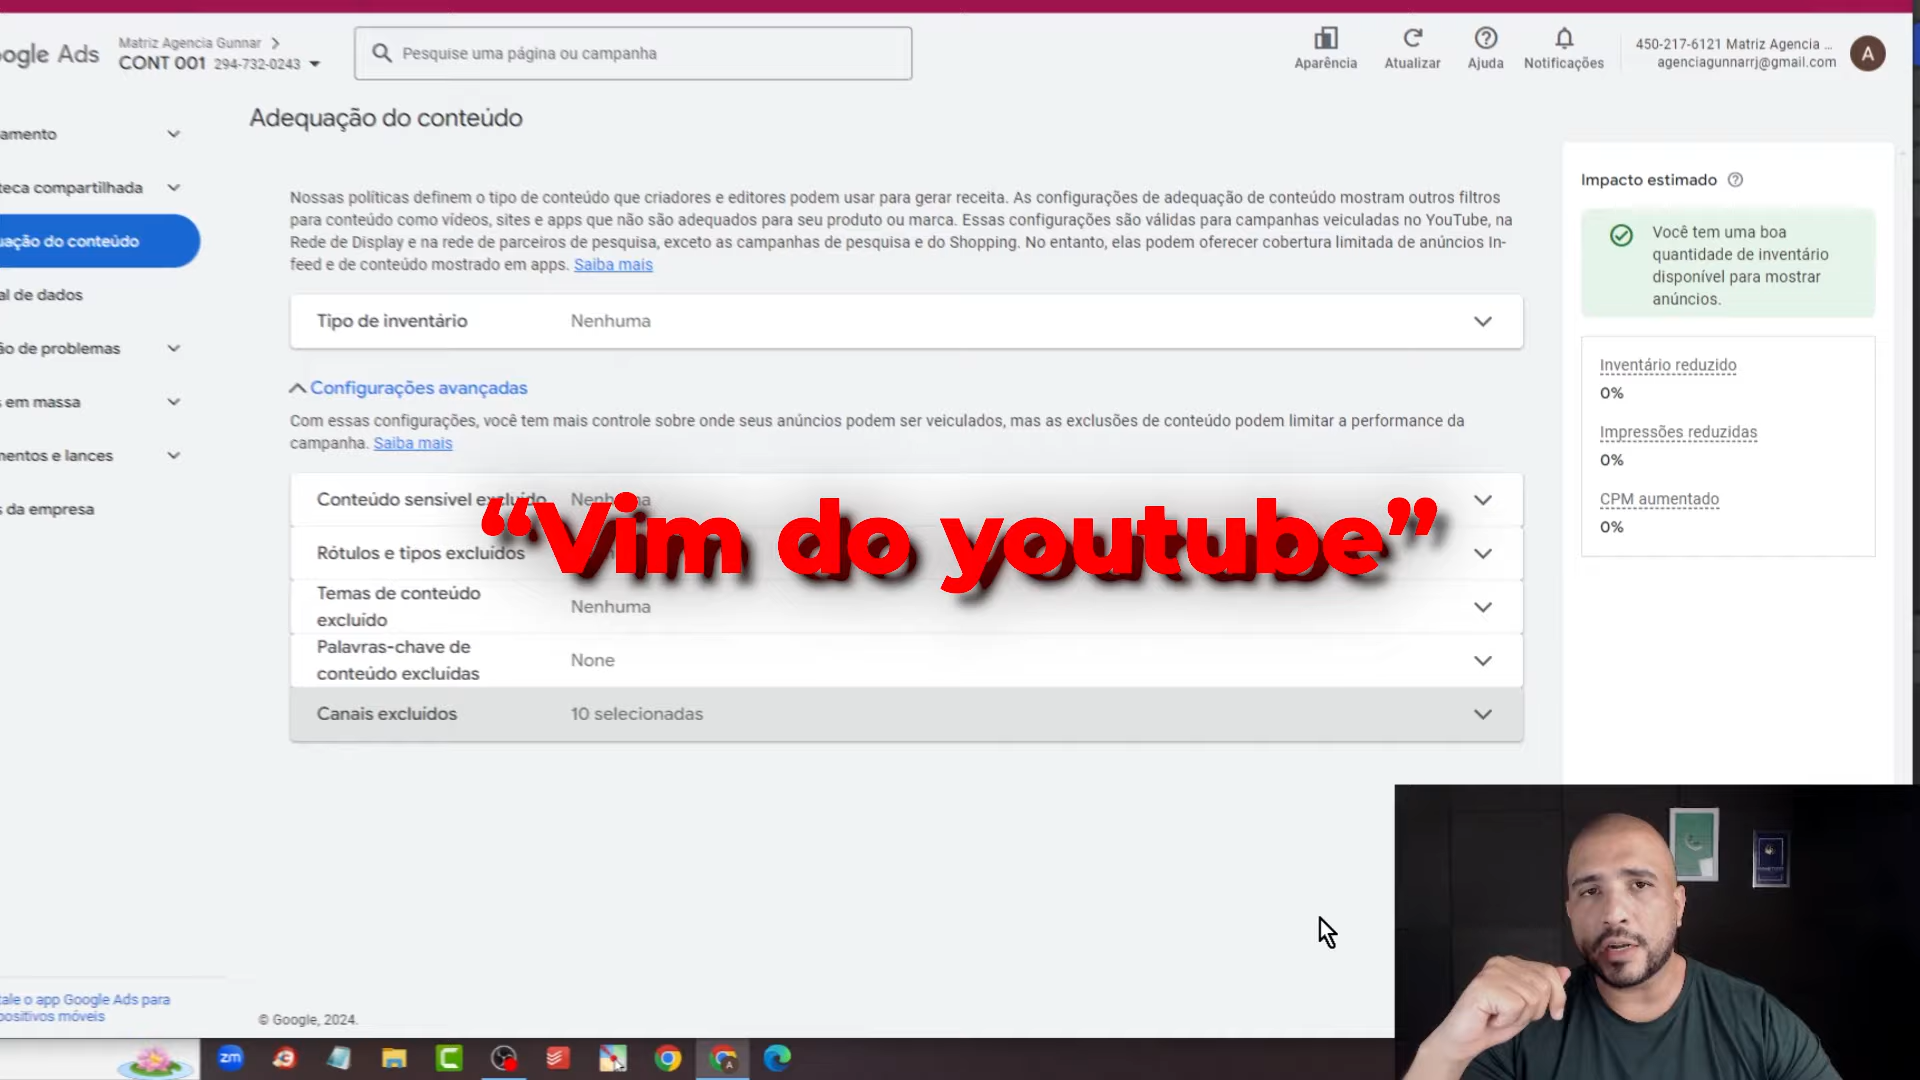 ogle Ads
Matriz Agencia Gunnar
CONT 001 294-732-0243
Pesquise uma página ou campanha
Aparência
Atualizar
Ajuda
Notificações
450-217-6121 Matriz Agencia ...
agenciagunnarrj@gmail.com
A
amento
teca compartilhada
uação do conteúdo
al de dados
ão de problemas
s em massa
mentos e lances
s da empresa
Adequação do conteúdo
Nossas políticas definem o tipo de conteúdo que criadores e editores podem usar para gerar receita. As configurações de adequação de conteúdo mostram outros filtros
para conteúdo como vídeos, sites e apps que não são adequados para seu produto ou marca. Essas configurações são válidas para campanhas veiculadas no YouTube, na
Rede de Display e na rede de parceiros de pesquisa, exceto as campanhas de pesquisa e do Shopping. No entanto, elas podem oferecer cobertura limitada de anúncios In-
feed e de conteúdo mostrado em apps. Saiba mais
Tipo de inventário Nenhuma
Configurações avançadas
Com essas configurações, você tem mais controle sobre onde seus anúncios podem ser veiculados, mas as exclusões de conteúdo podem limitar a performance da
campanha. Saiba mais
Conteúdo sensível excluído Nenhuma
“Vim do youtube”
Rótulos e tipos excluídos
Temas de conteúdo
excluído
Nenhuma
Palavras-chave de
conteúdo excluídas
None
Canais excluídos 10 selecionadas
Impacto estimado
Você tem uma boa
quantidade de inventário
disponível para mostrar
anúncios.
Inventário reduzido
0%
Impressões reduzidas
0%
CPM aumentado
0%
tale o app Google Ads para
positivos móveis
© Google, 2024.
zm